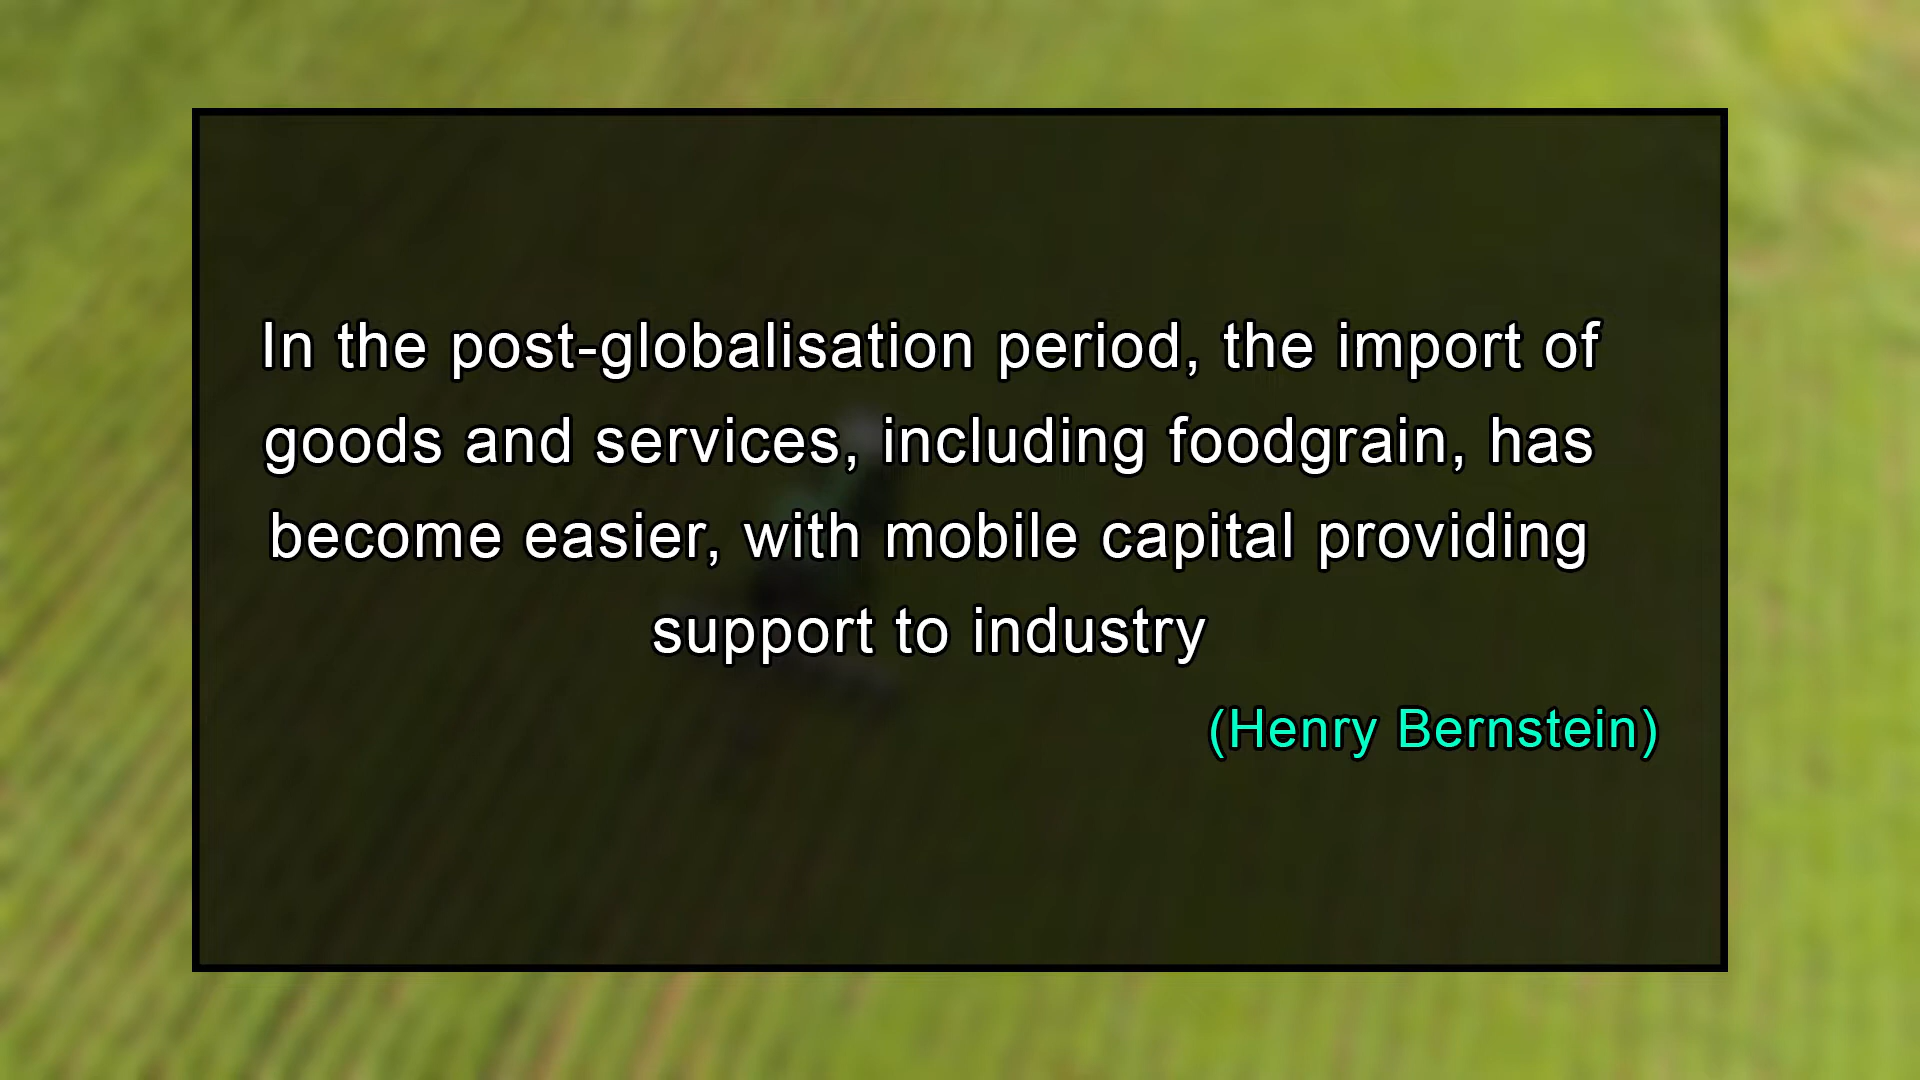 In the post-globalisation period, the import of
goods and services, including foodgrain, has
become easier, with mobile capital providing
support to industry
(Henry Bernstein)